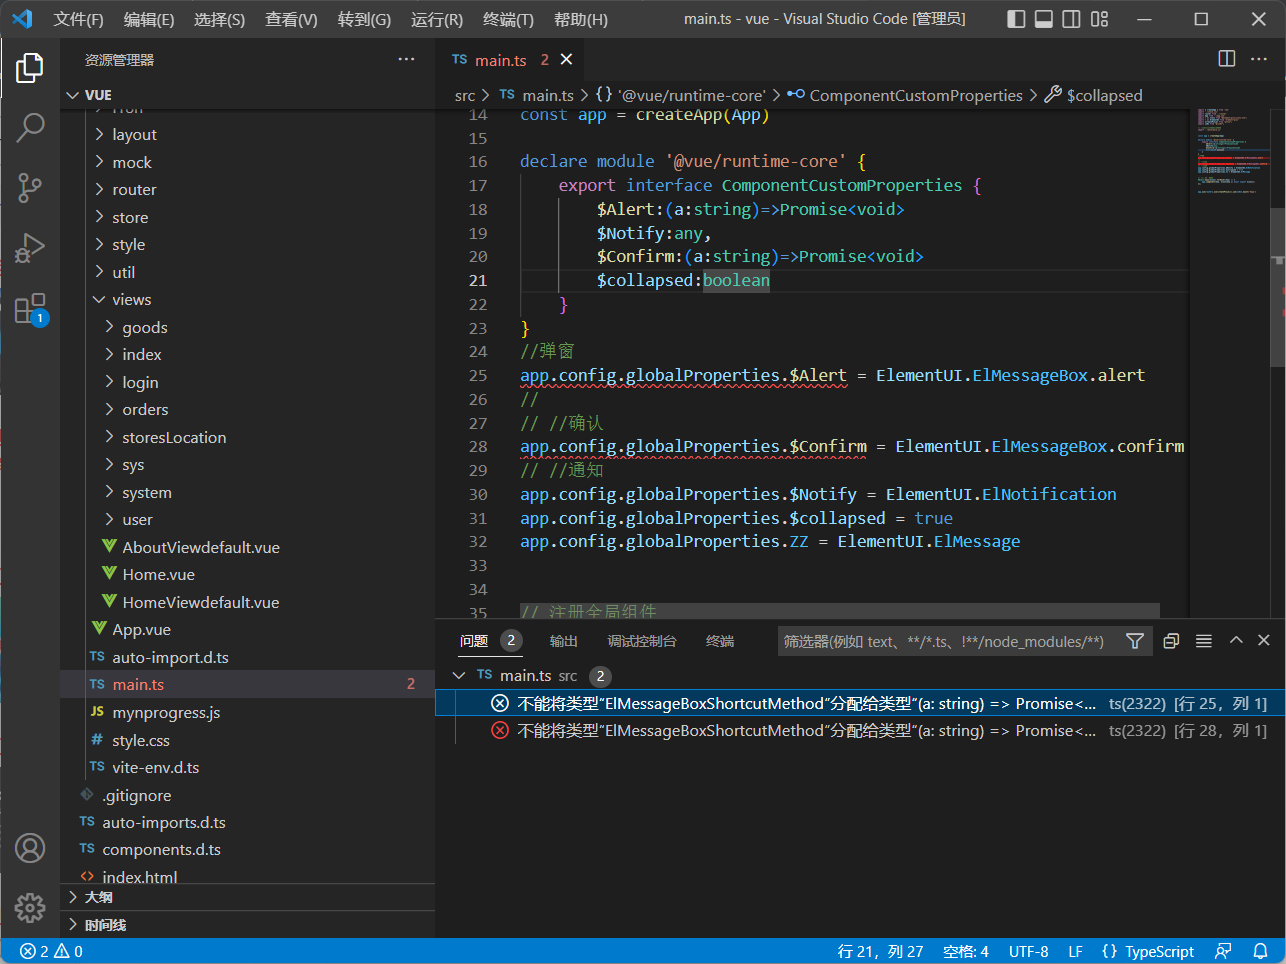 文件(F) 编辑(E) 选择(S) 查看(V) 转到(G) 运行(R) 终端(T) 帮助(H) main.ts - vue - Visual Studio Code [管理员]
资源管理器
VUE
layout
mock
router
store
style
util
views
goods
index
login
orders
storesLocation
sys
system
user
AboutViewdefault.vue
Home.vue
HomeViewdefault.vue
App.vue
TS auto-import.d.ts
TS main.ts 2
JS mynprogress.js
# style.css
TS vite-env.d.ts
.gitignore
TS auto-imports.d.ts
TS components.d.ts
<> index.html
大纲
时间线
1
TS main.ts 2
src > TS main.ts > {} '@vue/runtime-core' > ComponentCustomProperties > $collapsed
14 const app = createApp(App)
15
16 declare module '@vue/runtime-core' {
17 export interface ComponentCustomProperties {
18 $Alert:(a:string)=>Promise<void>
19 $Notify:any,
20 $Confirm:(a:string)=>Promise<void>
21 $collapsed:boolean
22 }
23 }
24 //弹窗
25 app.config.globalProperties.$Alert = ElementUI.ElMessageBox.alert
26 //
27 // //确认
28 app.config.globalProperties.$Confirm = ElementUI.ElMessageBox.confirm
29 // //通知
30 app.config.globalProperties.$Notify = ElementUI.ElNotification
31 app.config.globalProperties.$collapsed = true
32 app.config.globalProperties.ZZ = ElementUI.ElMessage
33
34
35 // 注册全局组件
问题 2 输出 调试控制台 终端 筛选器(例如 text、**/*.ts、!**/node_modules/**)
TS main.ts src 2
不能将类型“ElMessageBoxShortcutMethod”分配给类型“(a: string) => Promise<... ts(2322) [行 25，列 1]
不能将类型“ElMessageBoxShortcutMethod”分配给类型“(a: string) => Promise<... ts(2322) [行 28，列 1]
2 0 行 21，列 27 空格: 4 UTF-8 LF {} TypeScript